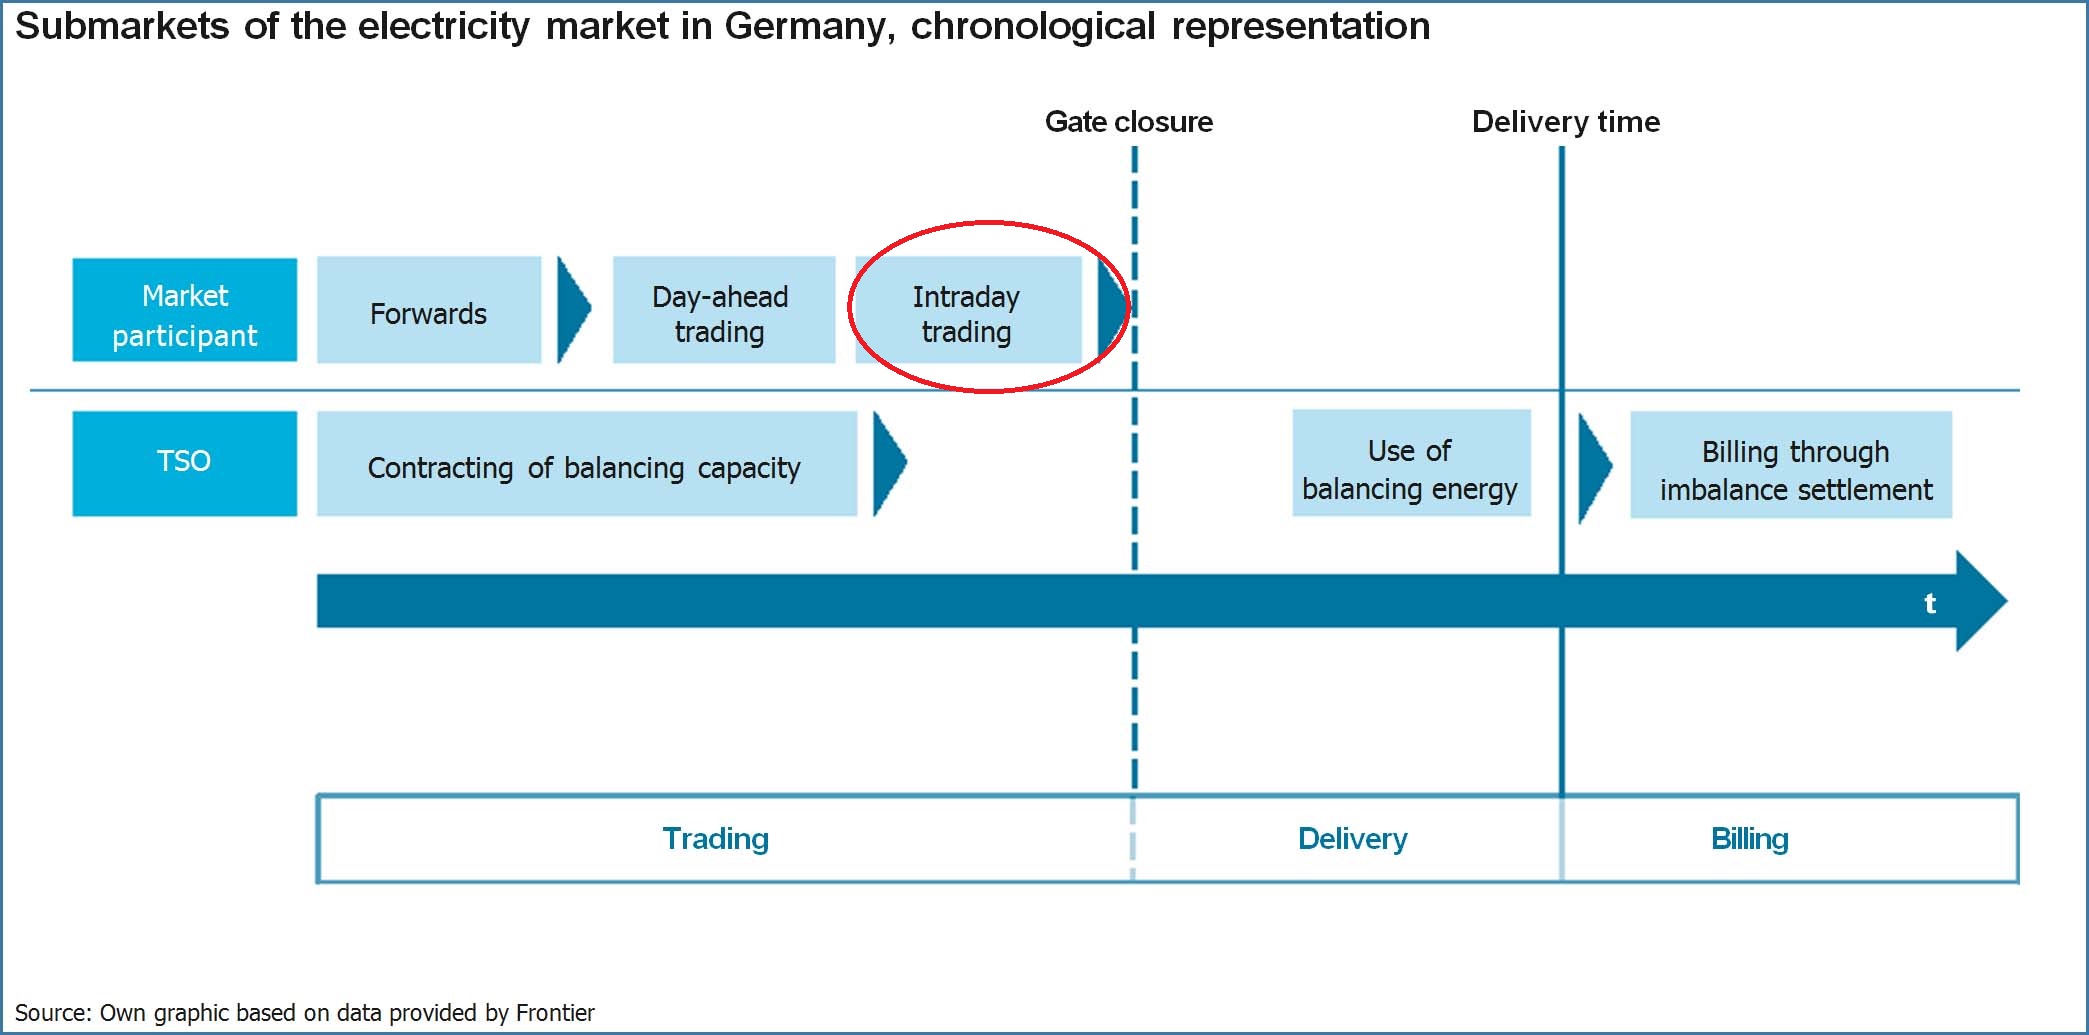 Submarkets of the electricity market in Germany, chronological representation
Gate closure
Delivery time
Market
participant
Forwards
Day-ahead
trading
Intraday
trading
TSO
Contracting of balancing capacity
Use of
balancing energy
Billing through
imbalance settlement
t
Trading
Delivery
Billing
Source: Own graphic based on data provided by Frontier